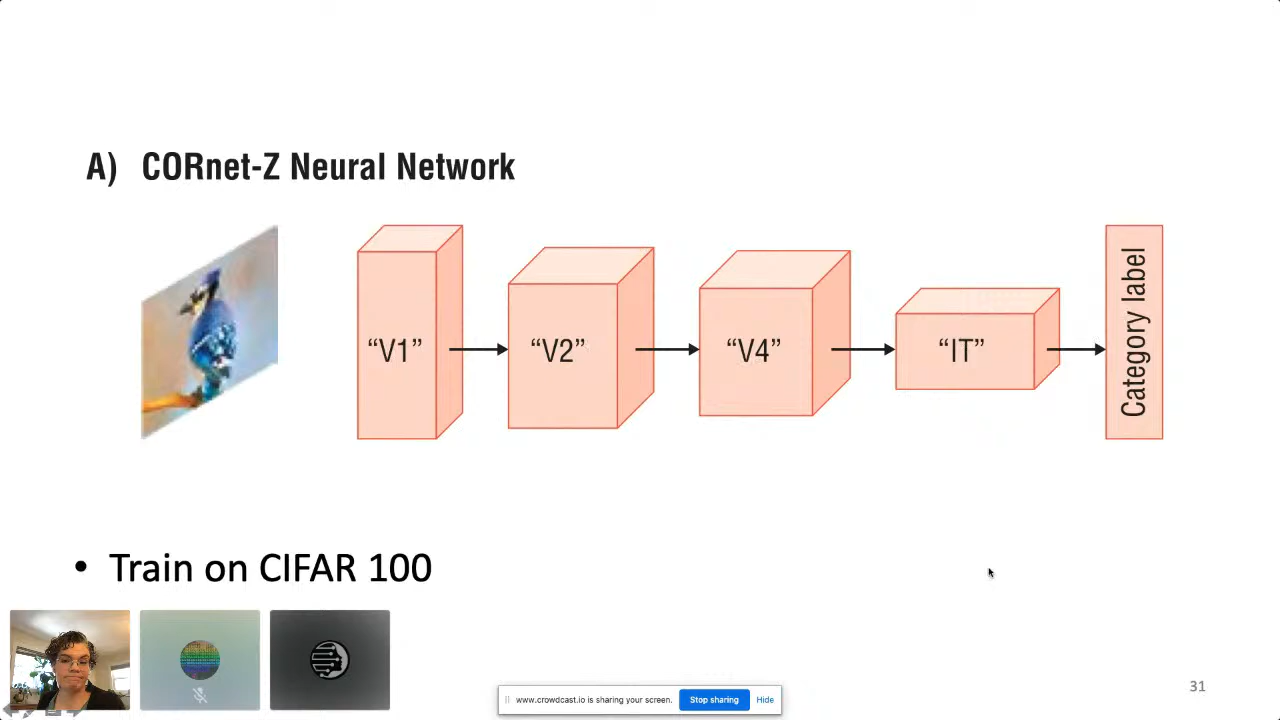 A) CORnet-Z Neural Network
“V1”
“V2”
“V4”
“IT”
Category label
• Train on CIFAR 100
www.crowdcast.io is sharing your screen. Stop sharing Hide
31